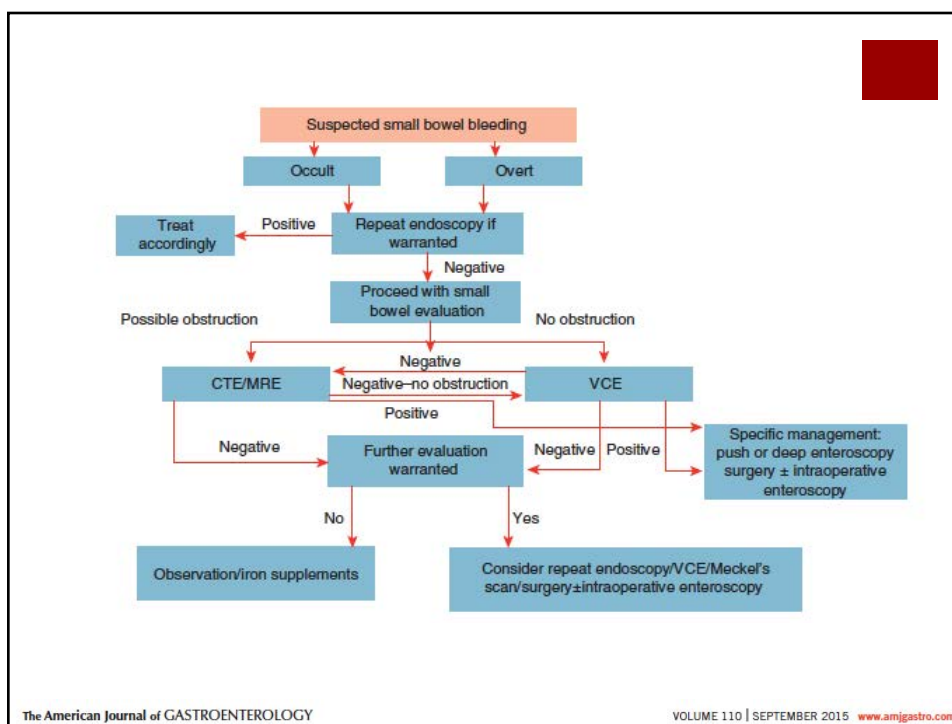 Suspected small bowel bleeding
Occult
Overt
Treat
accordingly
Positive
Repeat endoscopy if
warranted
Negative
Proceed with small
bowel evaluation
Possible obstruction
No obstruction
Negative
CTE/MRE
Negative–no obstruction
VCE
Positive
Negative
Further evaluation
warranted
Negative
Positive
Specific management:
push or deep enteroscopy
surgery ± intraoperative
enteroscopy
No
Yes
Observation/iron supplements
Consider repeat endoscopy/VCE/Meckel's
scan/surgery±intraoperative enteroscopy
The American Journal of GASTROENTEROLOGY
VOLUME 110 | SEPTEMBER 2015 www.amjgastro.com